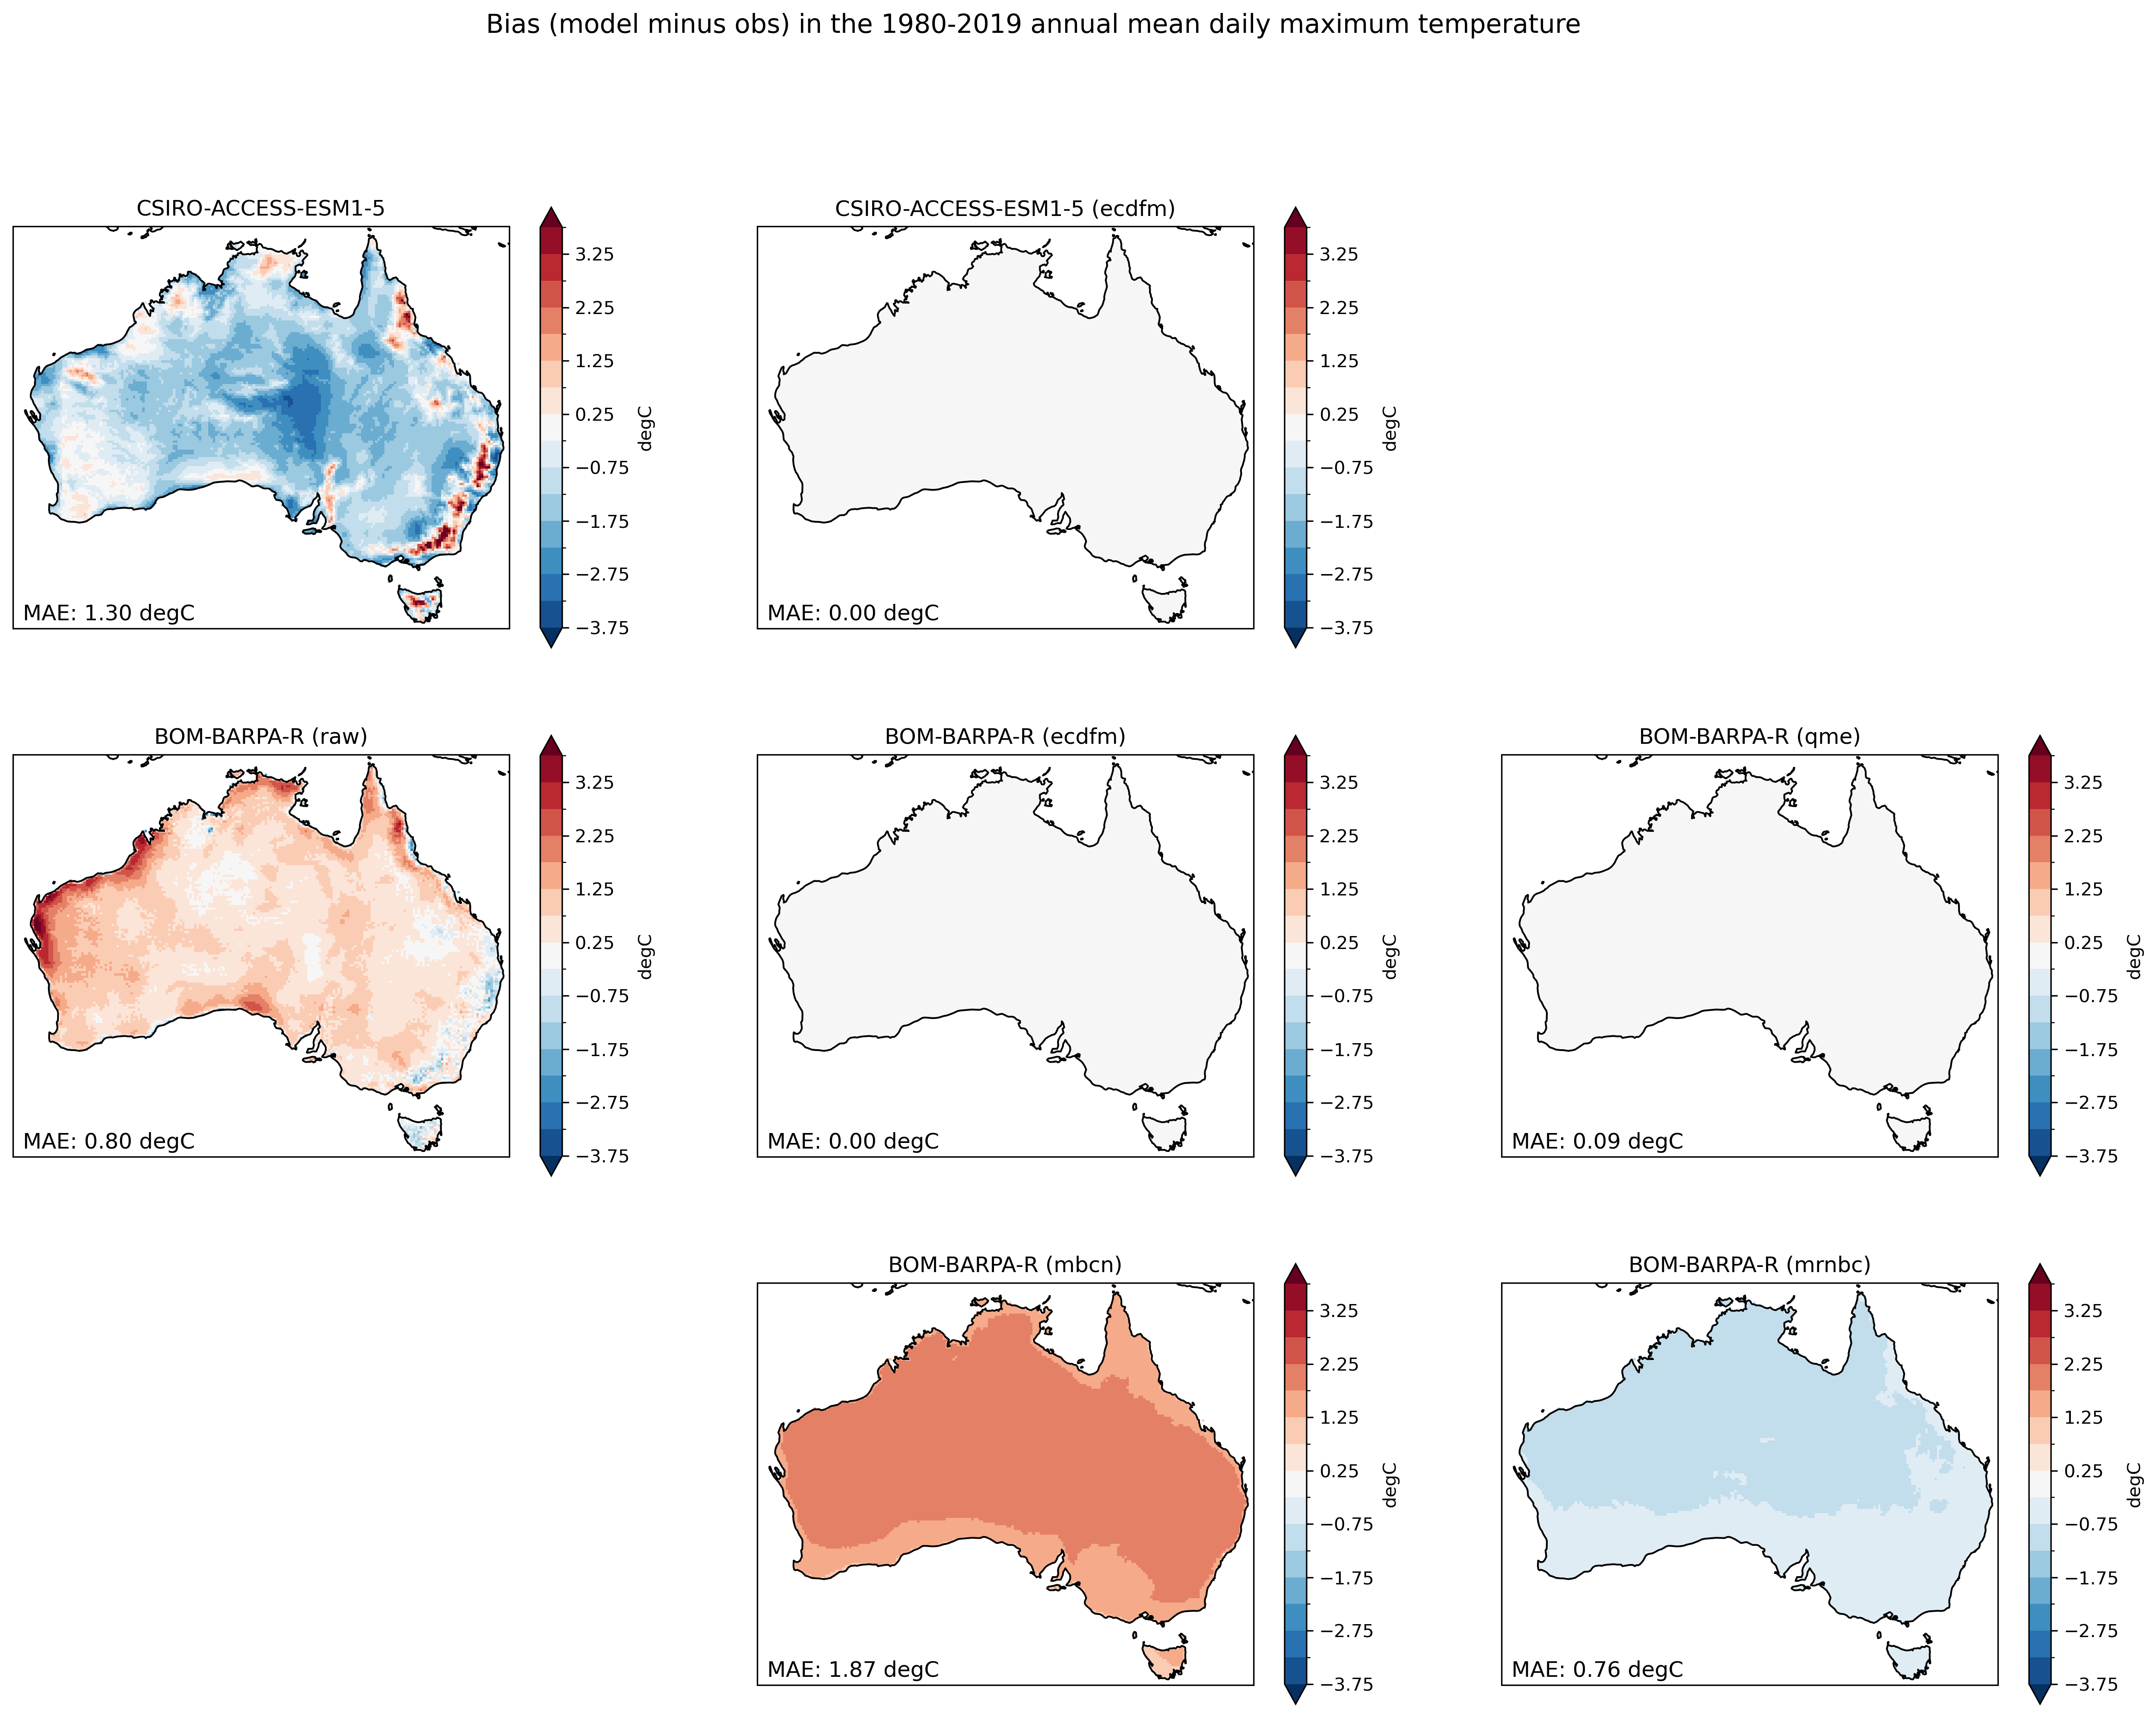 Bias (model minus obs) in the 1980-2019 annual mean daily maximum temperature
CSIRO-ACCESS-ESM1-5
3.25
2.25
1.25
0.25
−0.75
−1.75
−2.75
−3.75
degC
MAE: 1.30 degC
CSIRO-ACCESS-ESM1-5 (ecdfm)
3.25
2.25
1.25
0.25
−0.75
−1.75
−2.75
−3.75
degC
MAE: 0.00 degC
BOM-BARPA-R (raw)
3.25
2.25
1.25
0.25
−0.75
−1.75
−2.75
−3.75
degC
MAE: 0.80 degC
BOM-BARPA-R (ecdfm)
3.25
2.25
1.25
0.25
−0.75
−1.75
−2.75
−3.75
degC
MAE: 0.00 degC
BOM-BARPA-R (qme)
3.25
2.25
1.25
0.25
−0.75
−1.75
−2.75
−3.75
degC
MAE: 0.09 degC
BOM-BARPA-R (mbcn)
3.25
2.25
1.25
0.25
−0.75
−1.75
−2.75
−3.75
degC
MAE: 1.87 degC
BOM-BARPA-R (mrnbc)
3.25
2.25
1.25
0.25
−0.75
−1.75
−2.75
−3.75
degC
MAE: 0.76 degC